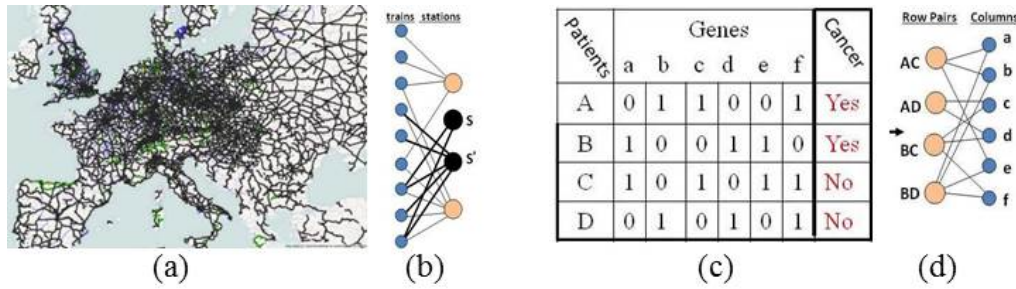 trains stations
S
S'
Patients
Genes
Cancer
a b c d e f
A 0 1 1 0 0 1 Yes
B 1 0 0 1 1 0 Yes
C 1 0 1 0 1 1 No
D 0 1 0 1 0 1 No
Row Pairs Columns
AC
AD
BC
BD
a
b
c
d
e
f
(a) (b) (c) (d)